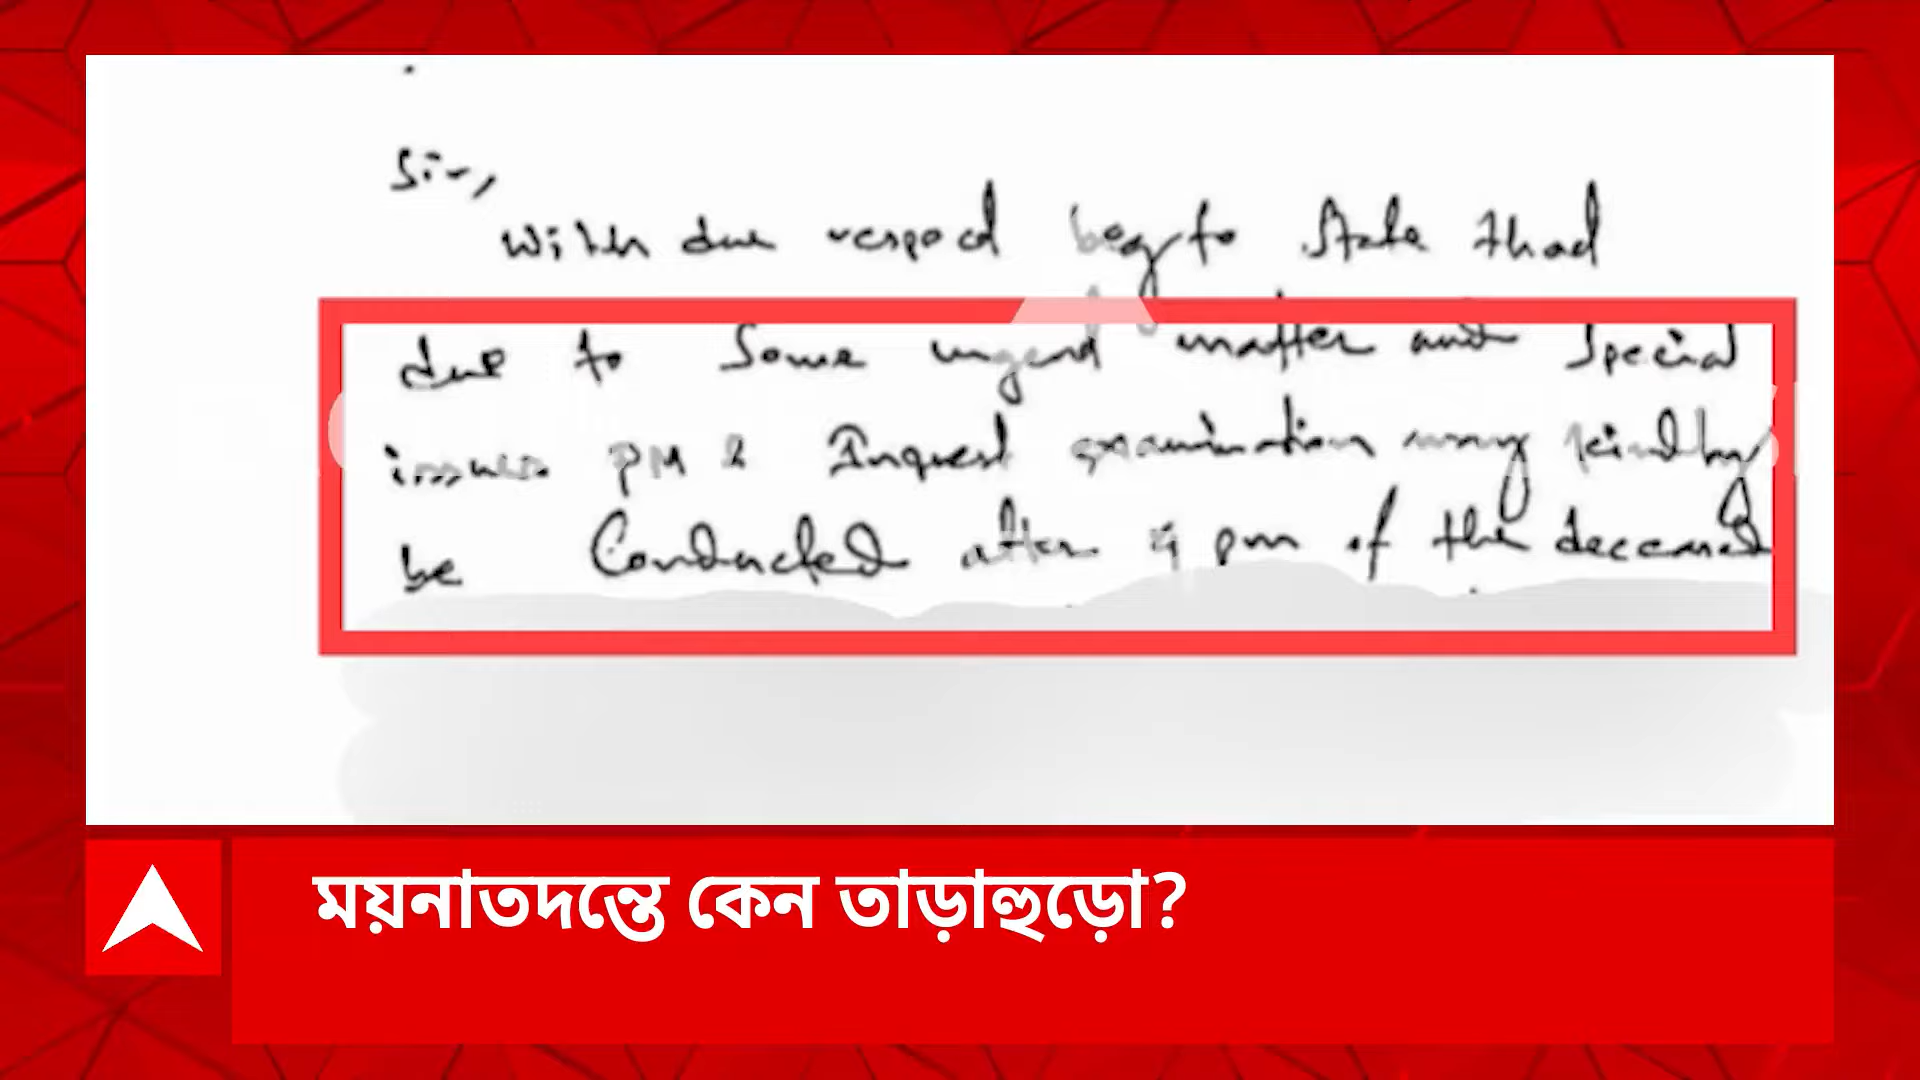 Sir,
With due respect beg to state that
due to some urgent matter and special
issues PM & Inquest examination may kindly
be Conducted after 4 pm of the deceased
ময়নাতদন্তে কেন তাড়াহুড়ো?